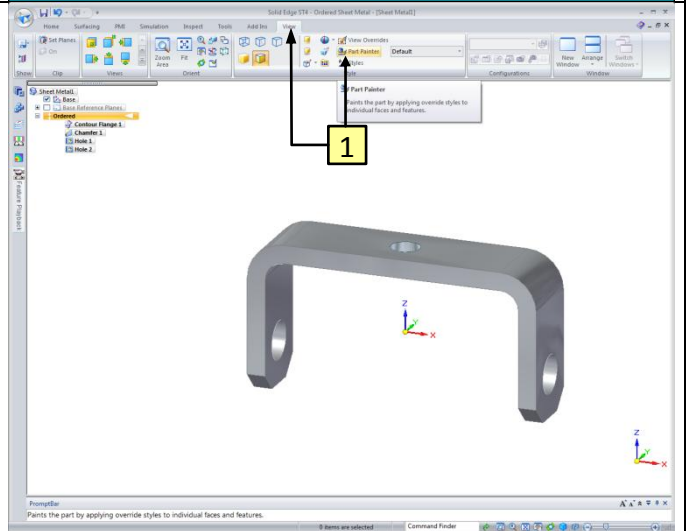 Solid Edge ST4 - Ordered Sheet Metal - [Sheet Metal1]
Home Surfacing PMI Simulation Inspect Tools Add Ins View
Set Planes
On
Zoom Area
Fit
View Overrides
Part Painter Default
Styles
New Window
Arrange
Switch Windows
Show Clip Views Orient Style Configurations Window
Sheet Metal1
Base
Base Reference Planes
Ordered
Contour Flange 1
Chamfer 1
Hole 1
Hole 2
Feature Playback
Part Painter
Paints the part by applying override styles to
individual faces and features.
1
Z
Y
X
Z
Y
X
PromptBar
Paints the part by applying override styles to individual faces and features.
0 items are selected Command Finder